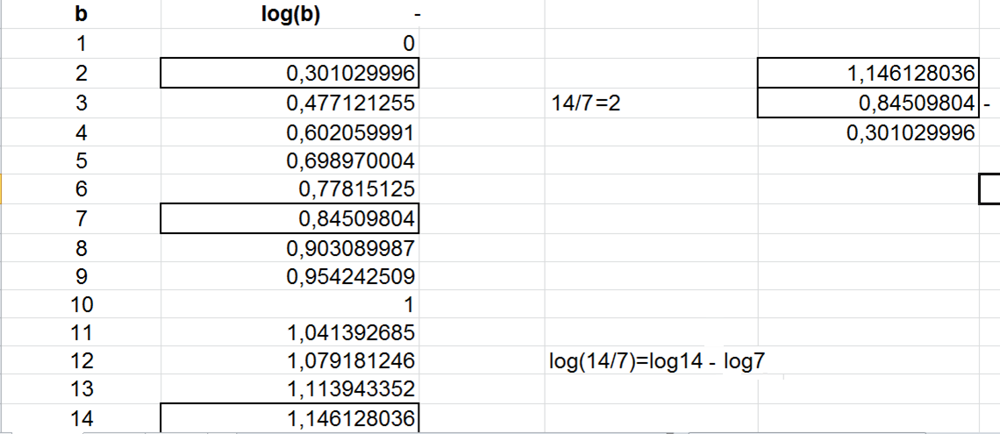 b log(b) -
1 0
2 0,301029996 1,146128036
3 0,477121255 14/7=2 0,84509804 -
4 0,602059991 0,301029996
5 0,698970004
6 0,77815125
7 0,84509804
8 0,903089987
9 0,954242509
10 1
11 1,041392685
12 1,079181246 log(14/7)=log14 - log7
13 1,113943352
14 1,146128036